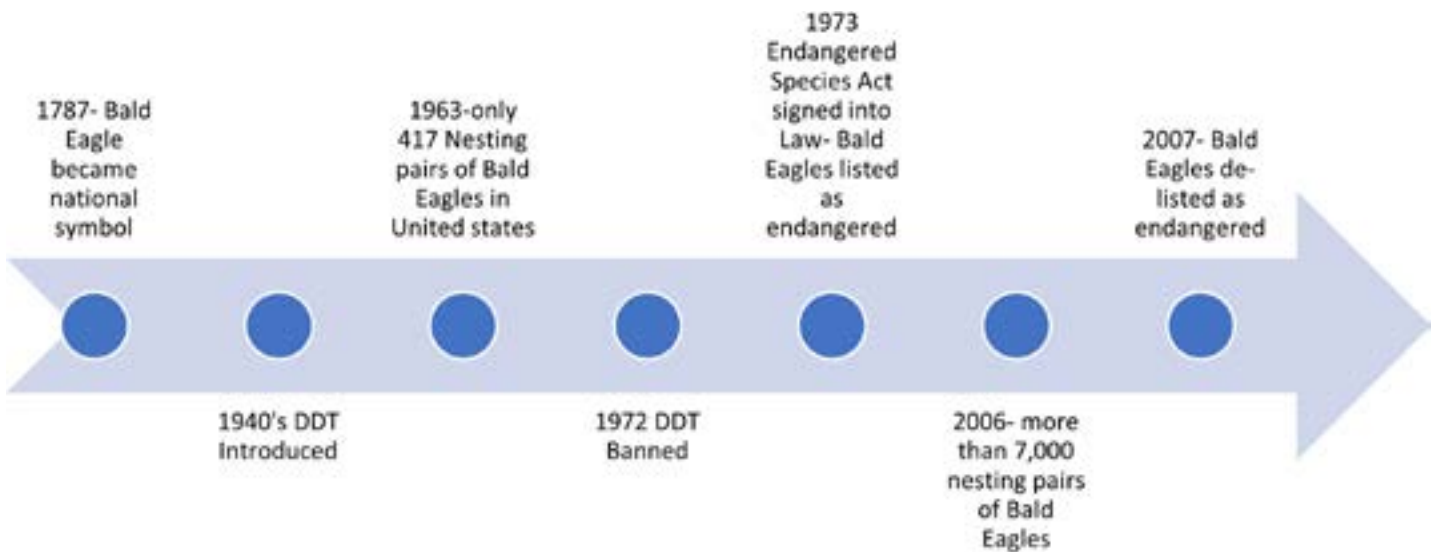 1787- Bald
Eagle
became
national
symbol
1940's DDT
Introduced
1963-only
417 Nesting
pairs of Bald
Eagles in
United states
1972 DDT
Banned
1973
Endangered
Species Act
signed into
Law- Bald
Eagles listed
as
endangered
2006- more
than 7,000
nesting pairs
of Bald
Eagles
2007- Bald
Eagles de-
listed as
endangered